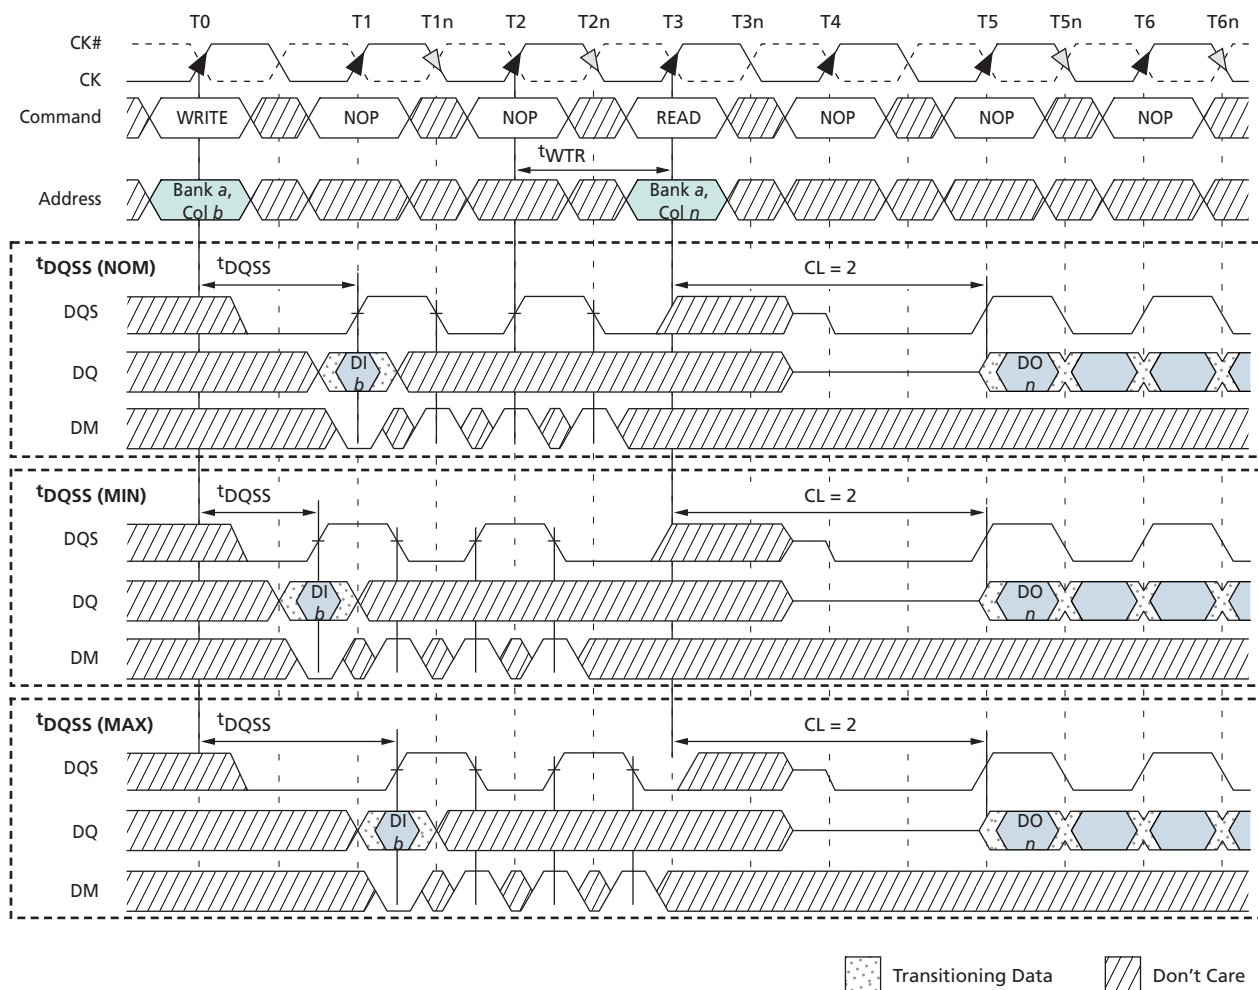 T0 T1 T1n T2 T2n T3 T3n T4 T5 T5n T6 T6n
CK#
CK
Command WRITE NOP NOP READ NOP NOP NOP
tWTR
Address Bank a, Col b Bank a, Col n
tDQSS (NOM) tDQSS CL = 2
DQS
DQ DI b DO n
DM
tDQSS (MIN) tDQSS CL = 2
DQS
DQ DI b DO n
DM
tDQSS (MAX) tDQSS CL = 2
DQS
DQ DI b DO n
DM
Transitioning Data Don't Care